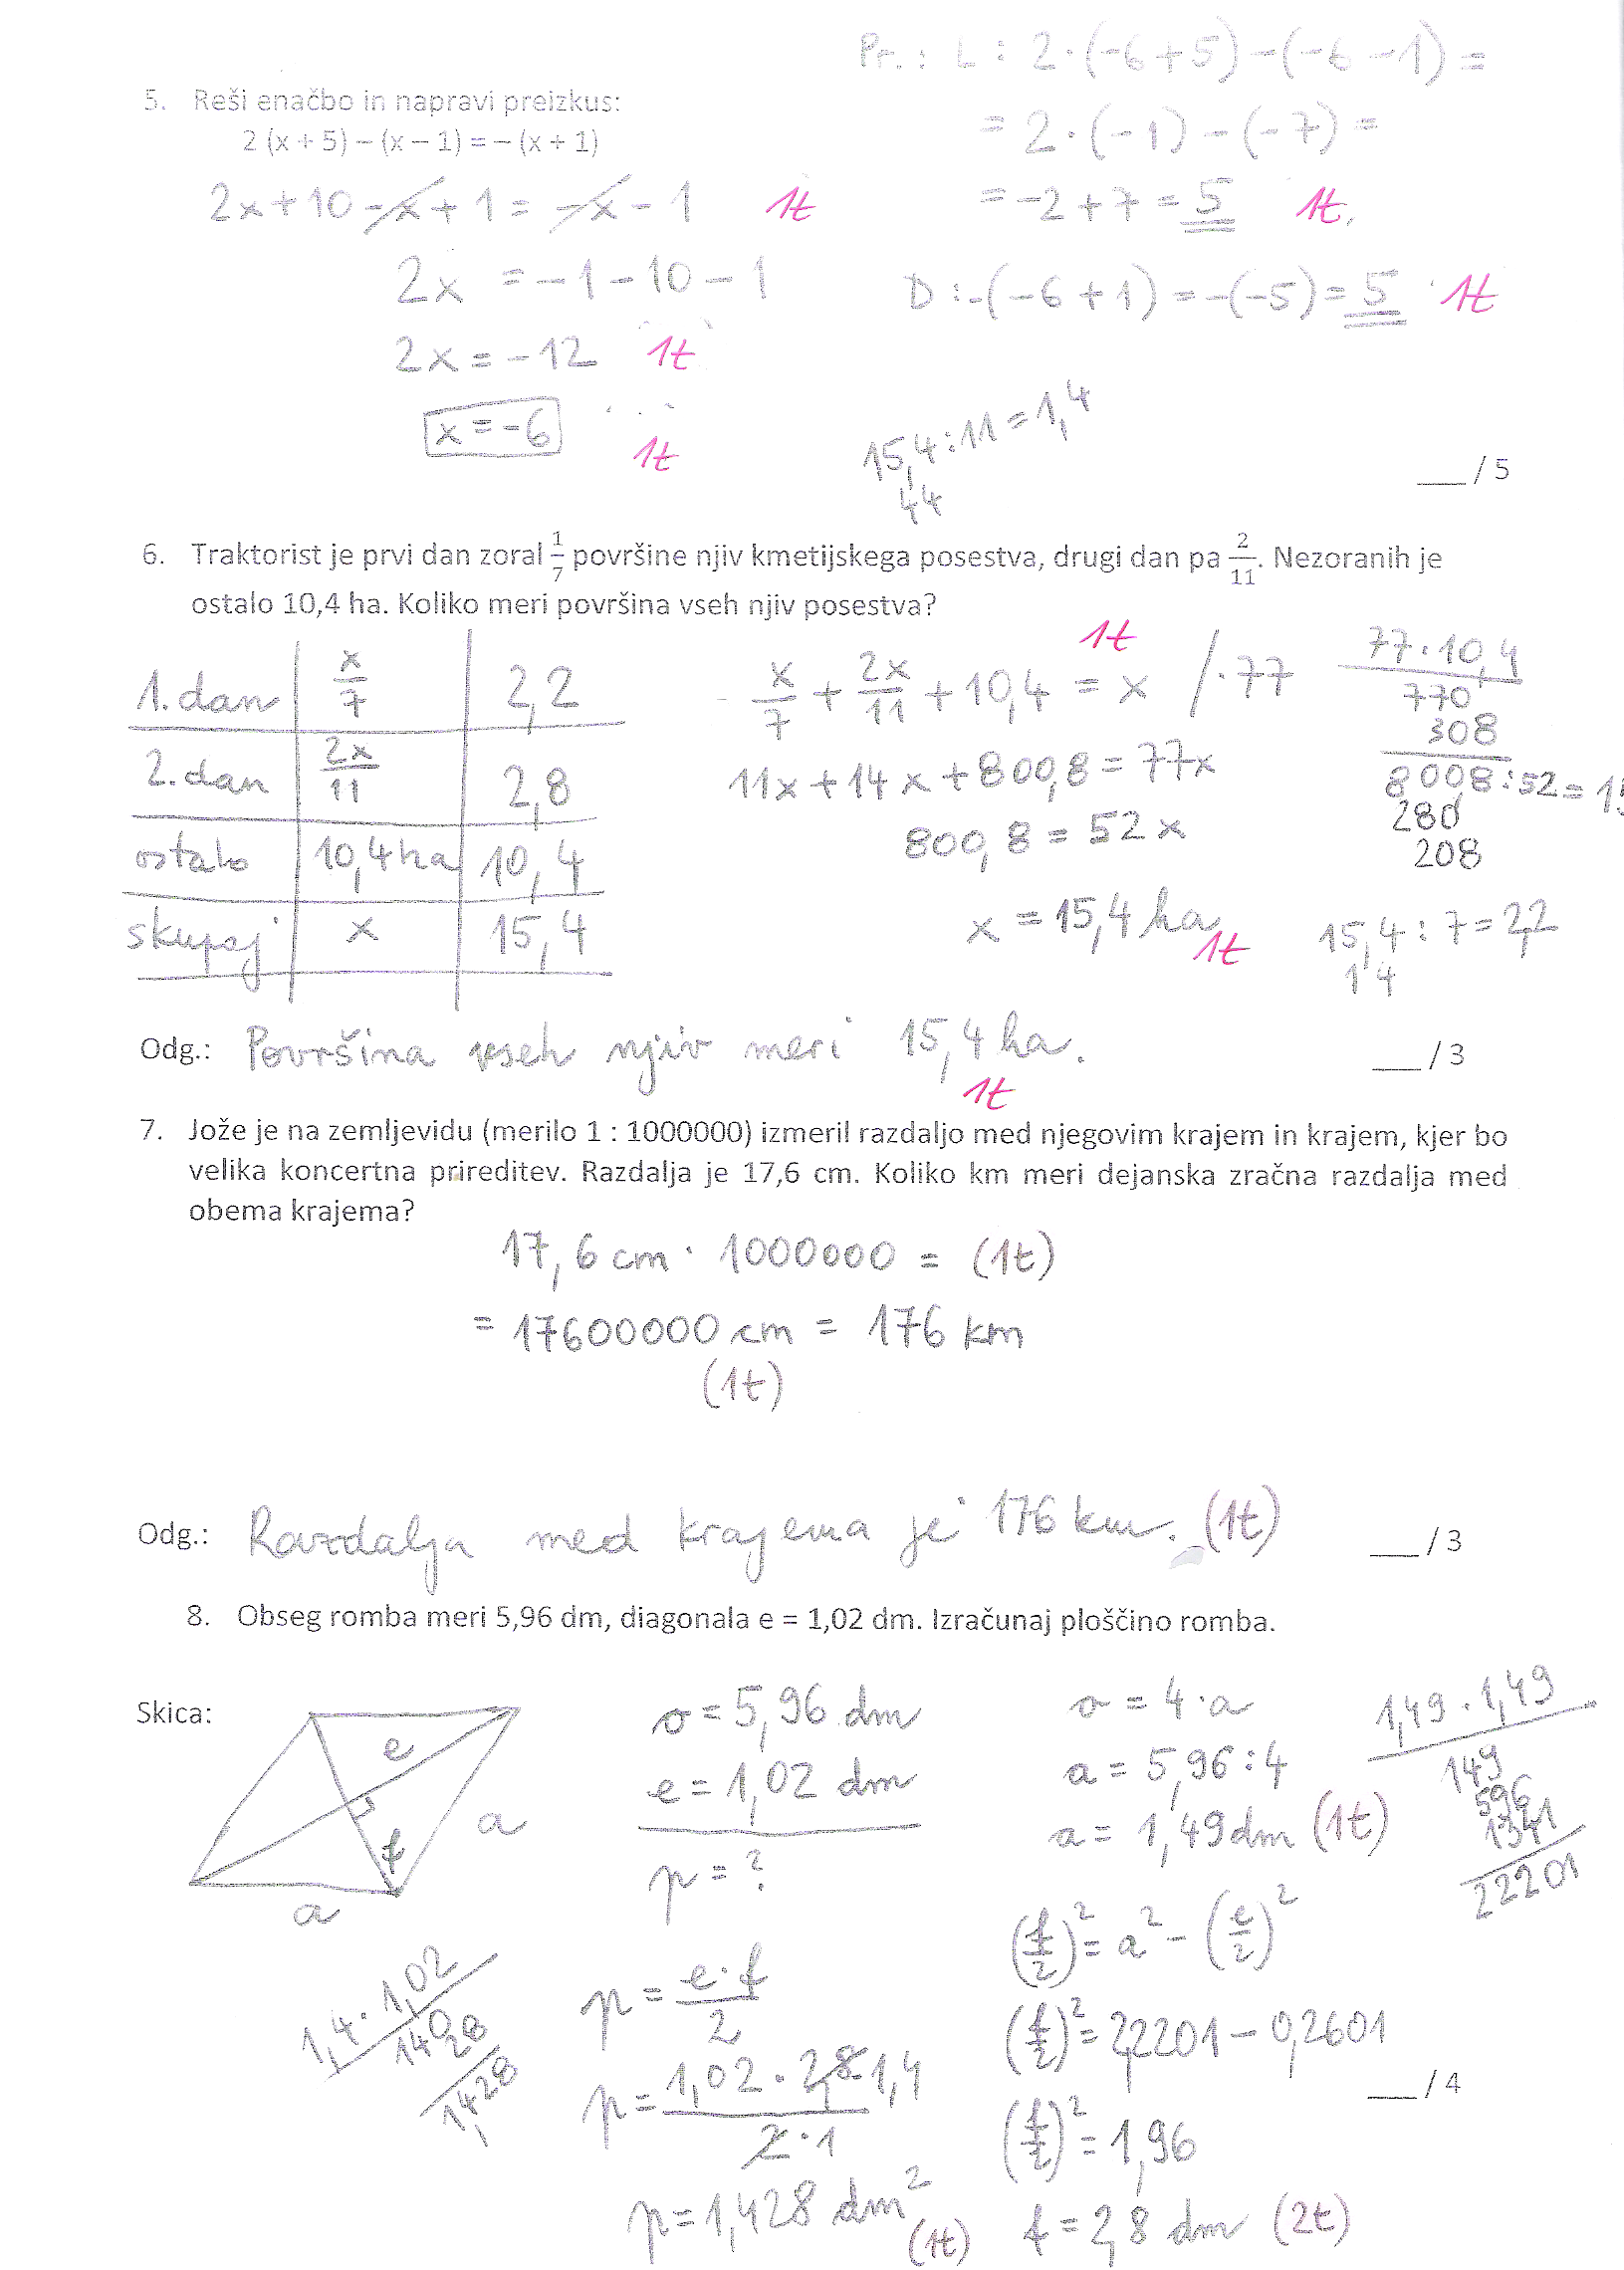 5. Reši enačbo in napravi preizkus:
2 (x + 5) – (x – 1) = – (x + 1)
2x + 10 - x + 1 = - x - 1 1t
2x = -1 - 10 - 1
2x = -12 1t
x = -6
1t
Pr. : L : 2·(-6+5)-(-6-1) =
= 2·(-1)-(-7) =
= -2+7 = 5 1t.
D : -(-6+1) = -(-5) = 5 1t
15,4 : 11 = 1,4
44
___ / 5
6. Traktorist je prvi dan zoral 1/7 površine njiv kmetijskega posestva, drugi dan pa 2/11. Nezoranih je
ostalo 10,4 ha. Koliko meri površina vseh njiv posestva?
1. dan x/7 2,2
2. dan 2x/11 2,8
ostalo 10,4 ha 10,4
skupaj x 15,4
1t
x/7 + 2x/11 + 10,4 = x /·77
11x + 14x + 800,8 = 77x
800,8 = 52x
x = 15,4 ha
1t
77·10,4
770
308
800,8 : 52 = 15
280
208
15,4 : 7 = 2,2
14
Odg.: Površina vseh njiv meri 15,4 ha.
1t
___ / 3
7. Jože je na zemljevidu (merilo 1 : 1000000) izmeril razdaljo med njegovim krajem in krajem, kjer bo
velika koncertna prireditev. Razdalja je 17,6 cm. Koliko km meri dejanska zračna razdalja med
obema krajema?
17,6 cm · 1000000 = (1t)
= 17600000 cm = 176 km
(1t)
Odg.: Razdalja med krajema je 176 km. (1t)
___ / 3
8. Obseg romba meri 5,96 dm, diagonala e = 1,02 dm. Izračunaj ploščino romba.
Skica:
e
a
f
a
o = 5,96 dm
e = 1,02 dm
p = ?
p = e·f/2
p = 1,02 · 2,8 1,4 / 2·1
p = 1,428 dm²
(1t)
1,4 · 1,02
140
28
1,428
o = 4·a
a = 5,96 : 4
a = 1,49 dm (1t)
(f/2)² = a² - (e/2)²
(f/2)² = 2,2201 - 0,2601
(f/2)² = 1,96
f = 2,8 dm (2t)
1,49 · 1,49
149
596
1341
22201
___ / 4